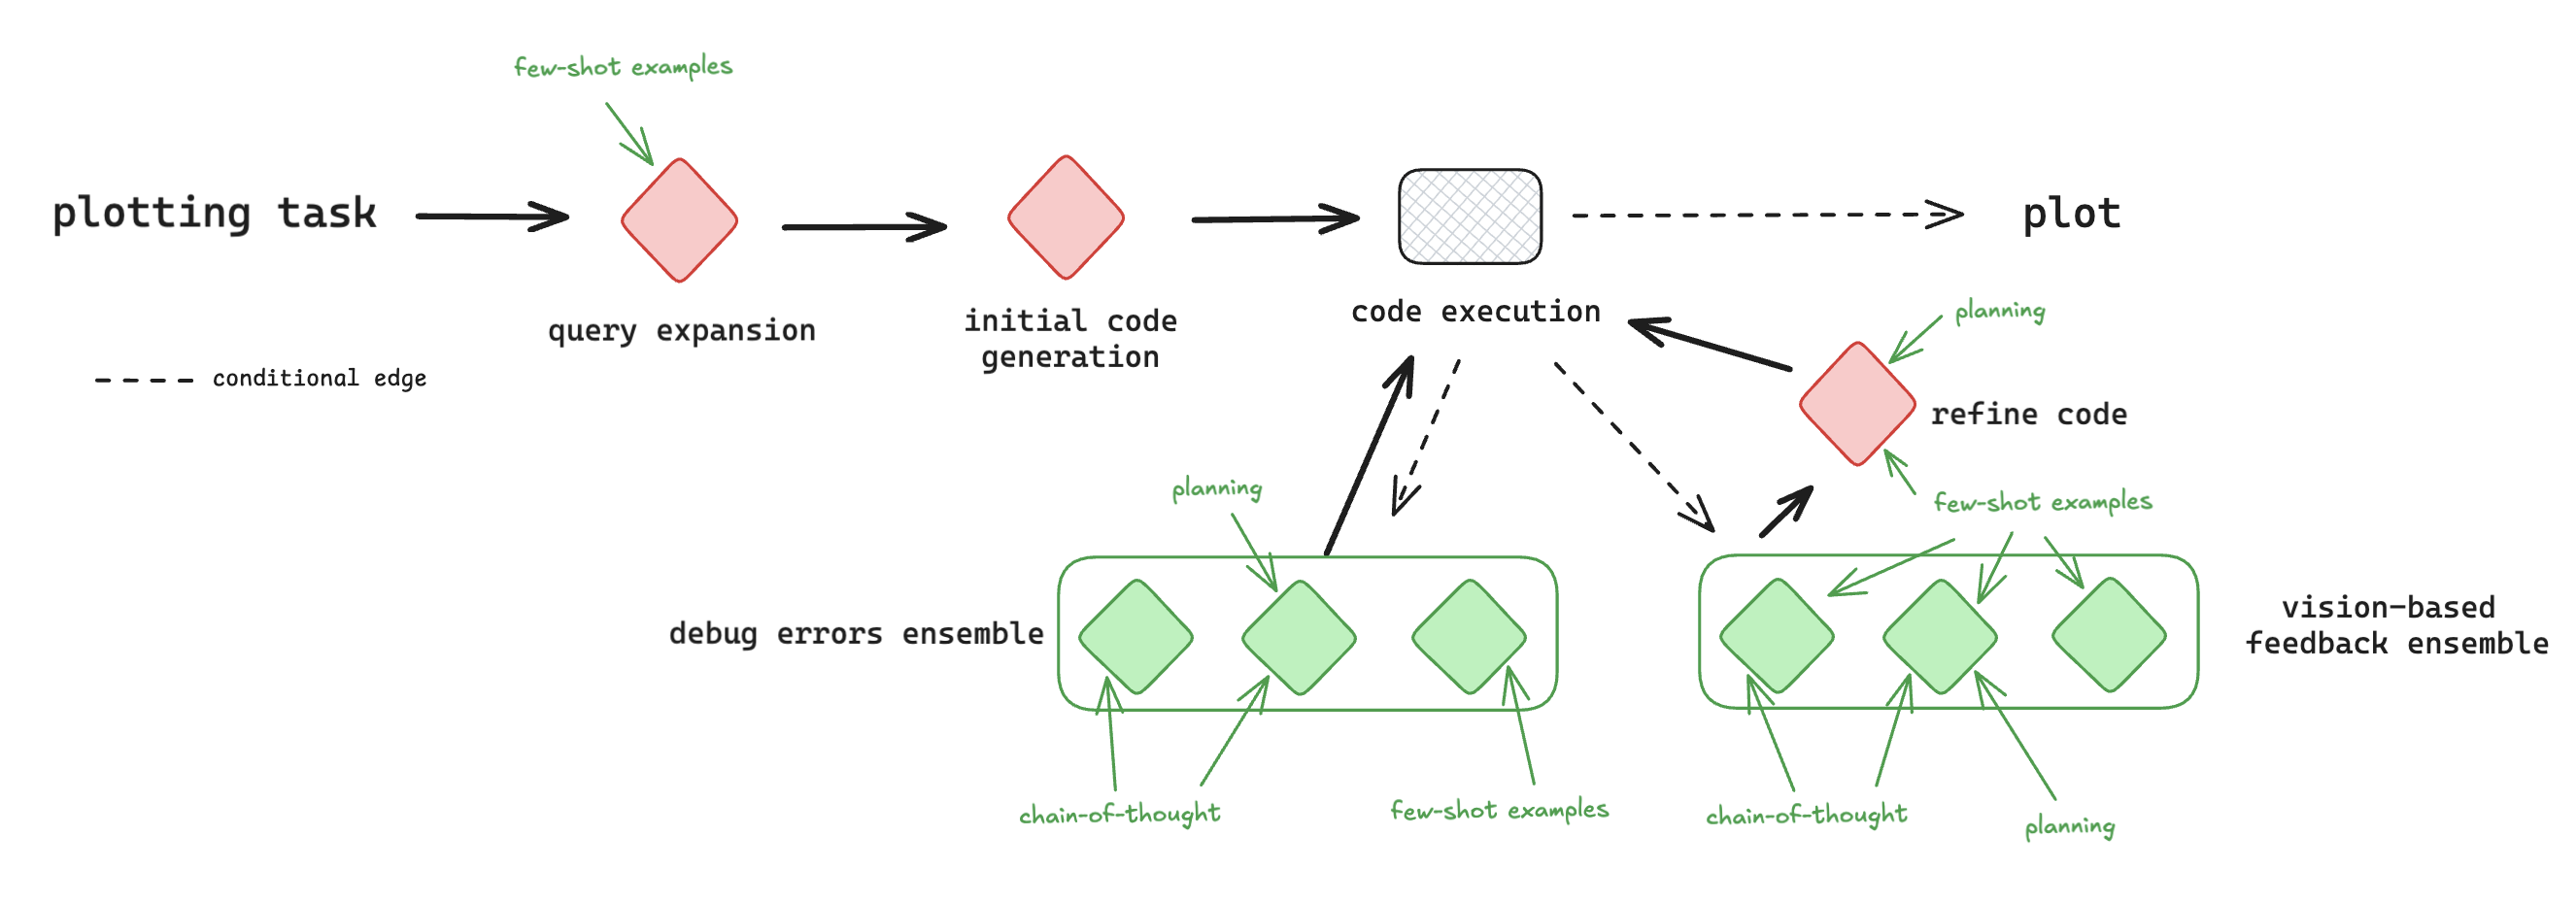 few-shot examples
plotting task
plot
query expansion
initial code
generation
code execution
planning
conditional edge
refine code
planning
few-shot examples
debug errors ensemble
vision-based
feedback ensemble
chain-of-thought
few-shot examples
chain-of-thought
planning